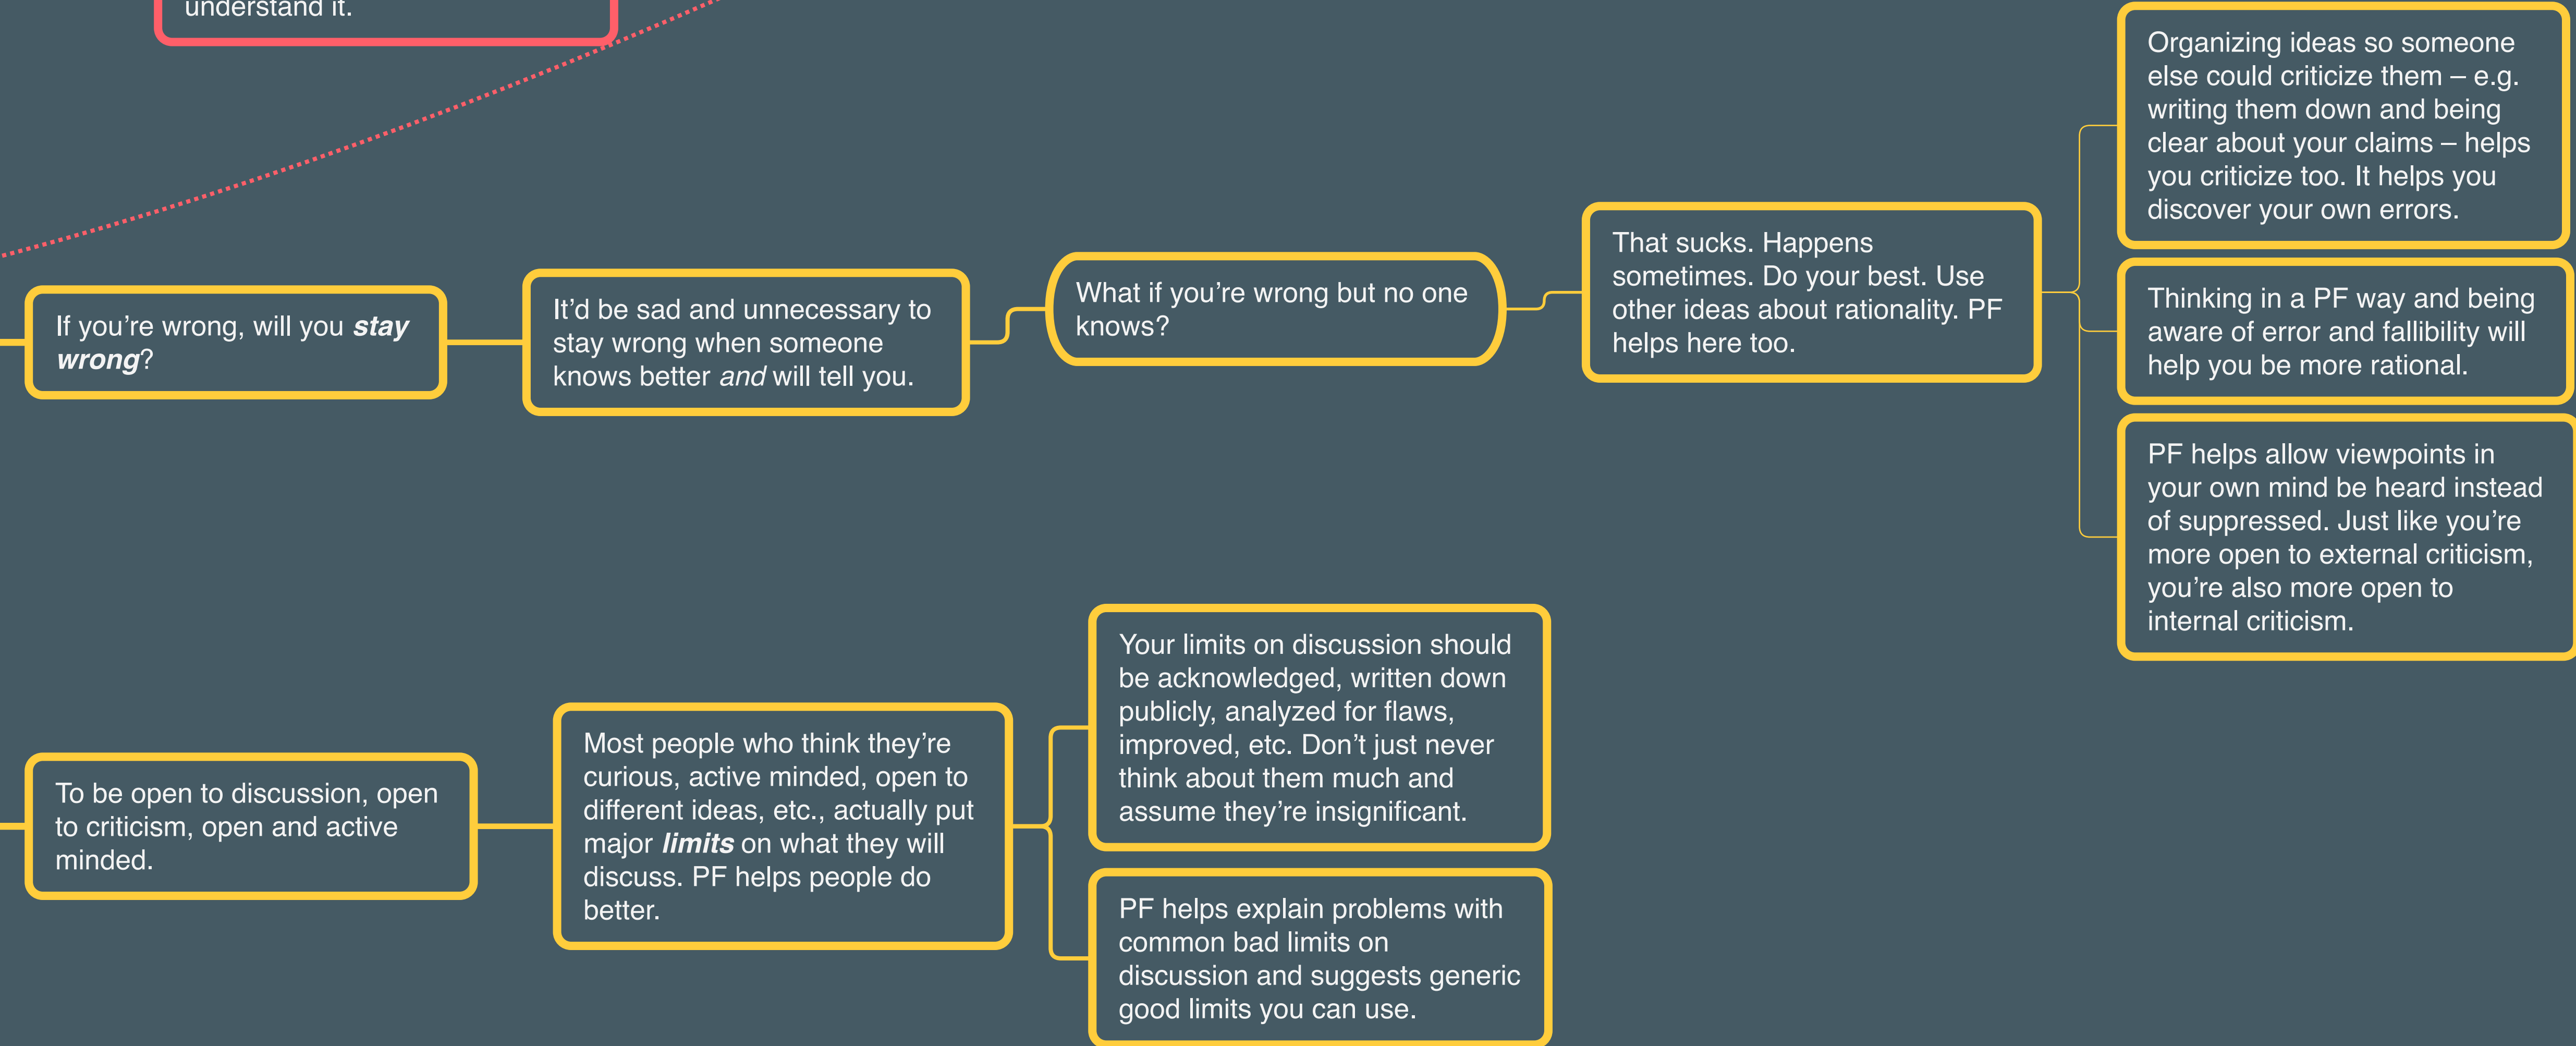 understand it.
If you’re wrong, will you stay
wrong?
It’d be sad and unnecessary to
stay wrong when someone
knows better and will tell you.
What if you’re wrong but no one
knows?
That sucks. Happens
sometimes. Do your best. Use
other ideas about rationality. PF
helps here too.
Organizing ideas so someone
else could criticize them – e.g.
writing them down and being
clear about your claims – helps
you criticize too. It helps you
discover your own errors.
Thinking in a PF way and being
aware of error and fallibility will
help you be more rational.
PF helps allow viewpoints in
your own mind be heard instead
of suppressed. Just like you’re
more open to external criticism,
you’re also more open to
internal criticism.
To be open to discussion, open
to criticism, open and active
minded.
Most people who think they’re
curious, active minded, open to
different ideas, etc., actually put
major limits on what they will
discuss. PF helps people do
better.
Your limits on discussion should
be acknowledged, written down
publicly, analyzed for flaws,
improved, etc. Don’t just never
think about them much and
assume they’re insignificant.
PF helps explain problems with
common bad limits on
discussion and suggests generic
good limits you can use.